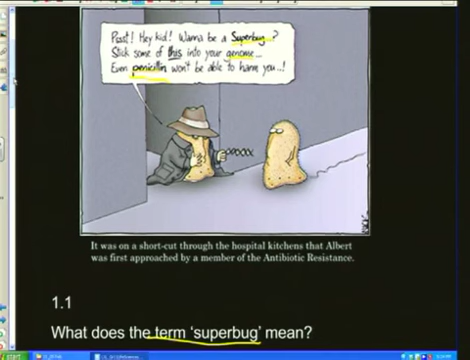 Pssst! Hey kid! Wanna be a Superbug...?
Stick some of this into your genome...
Even penicillin won't be able to harm you...!
It was on a short-cut through the hospital kitchens that Albert
was first approached by a member of the Antibiotic Resistance.
1.1
What does the term ‘superbug’ mean?
start